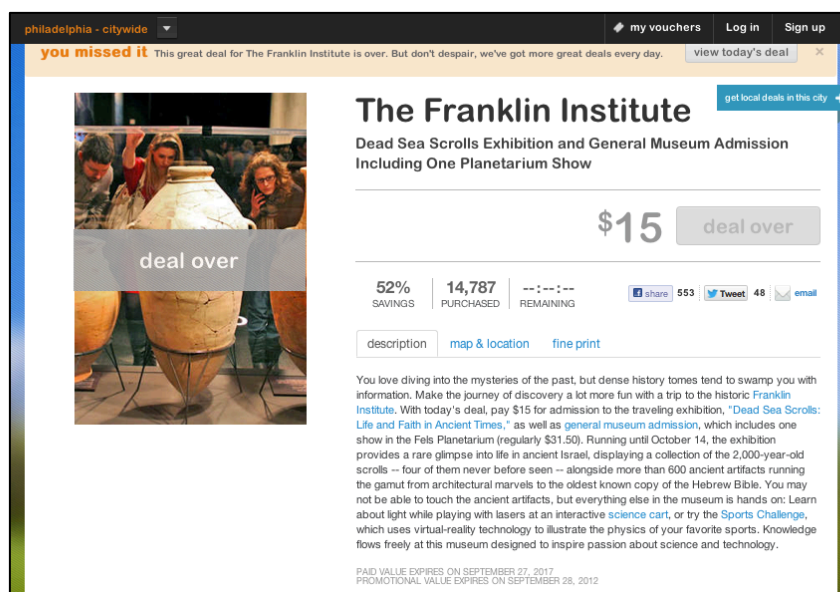 philadelphia - citywide
my vouchers
Log in
Sign up
you missed it This great deal for The Franklin Institute is over. But don't despair, we've got more great deals every day.
view today's deal
×
get local deals in this city
The Franklin Institute
Dead Sea Scrolls Exhibition and General Museum Admission
Including One Planetarium Show
$15
deal over
deal over
52%
SAVINGS
14,787
PURCHASED
--:--:--
REMAINING
share 553
Tweet 48
email
description
map & location
fine print
You love diving into the mysteries of the past, but dense history tomes tend to swamp you with
information. Make the journey of discovery a lot more fun with a trip to the historic Franklin
Institute. With today's deal, pay $15 for admission to the traveling exhibition, "Dead Sea Scrolls:
Life and Faith in Ancient Times," as well as general museum admission, which includes one
show in the Fels Planetarium (regularly $31.50). Running until October 14, the exhibition
provides a rare glimpse into life in ancient Israel, displaying a collection of the 2,000-year-old
scrolls -- four of them never before seen -- alongside more than 600 ancient artifacts running
the gamut from architectural marvels to the oldest known copy of the Hebrew Bible. You may
not be able to touch the ancient artifacts, but everything else in the museum is hands on: Learn
about light while playing with lasers at an interactive science cart, or try the Sports Challenge,
which uses virtual-reality technology to illustrate the physics of your favorite sports. Knowledge
flows freely at this museum designed to inspire passion about science and technology.
PAID VALUE EXPIRES ON SEPTEMBER 27, 2017
PROMOTIONAL VALUE EXPIRES ON SEPTEMBER 28, 2012